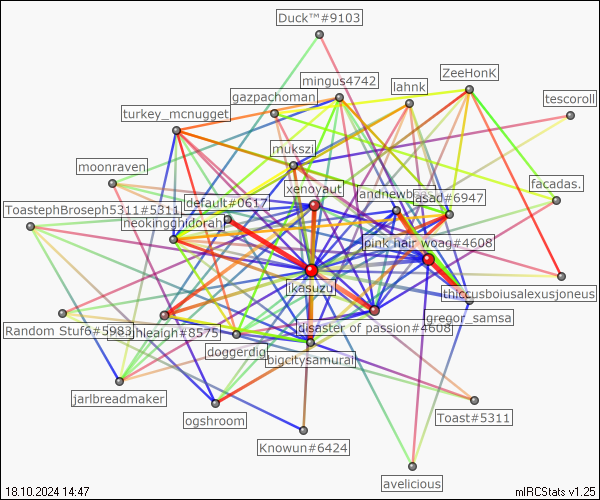 Duck™#9103
ZeeHonK
mingus4742
lahnk
gazpachoman
tescoroll
turkey_mcnugget
mukszi
moonraven
xenoyaut
facadas.
asad#6947
default#0617
ToastephBroseph5311#5311
neokingghidorah
pink hair woag#4608
ikasuzu
thiccusboiusalexusjoneus
gregor_samsa
Random Stuf6#5983
hleaigh#8575
disaster of passion#4608
doggerdig
bigcitysamurai
jarlbreadmaker
ogshroom
Toast#5311
Knowun#6424
avelicious
18.10.2024 14:47
mIRCStats v1.25